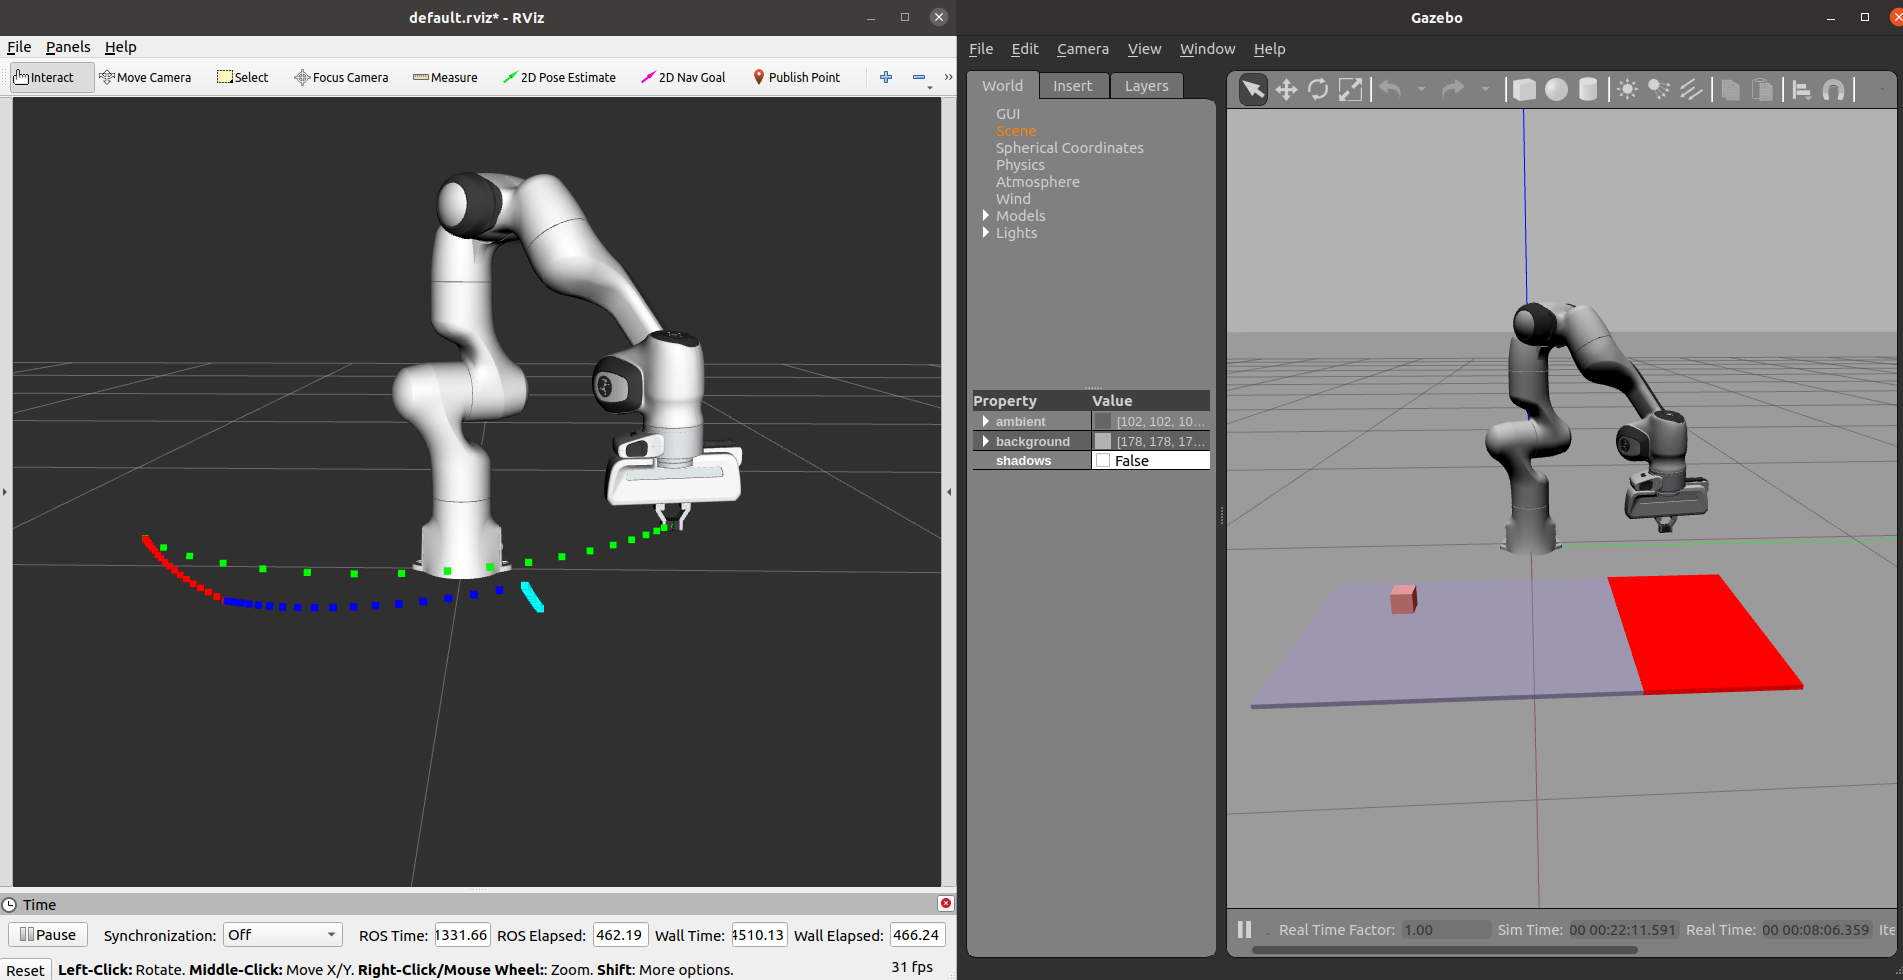 default.rviz* - RViz
File Panels Help
Interact Move Camera Select Focus Camera Measure 2D Pose Estimate 2D Nav Goal Publish Point »
Time
Pause Synchronization: Off ROS Time: 1331.66 ROS Elapsed: 462.19 Wall Time: 4510.13 Wall Elapsed: 466.24
Reset Left-Click: Rotate. Middle-Click: Move X/Y. Right-Click/Mouse Wheel:: Zoom. Shift: More options. 31 fps
Gazebo
File Edit Camera View Window Help
World Insert Layers
GUI
Scene
Spherical Coordinates
Physics
Atmosphere
Wind
Models
Lights
Property Value
ambient [102, 102, 10...
background [178, 178, 17...
shadows False
Real Time Factor: 1.00 Sim Time: 00 00:22:11.591 Real Time: 00 00:08:06.359 Ite